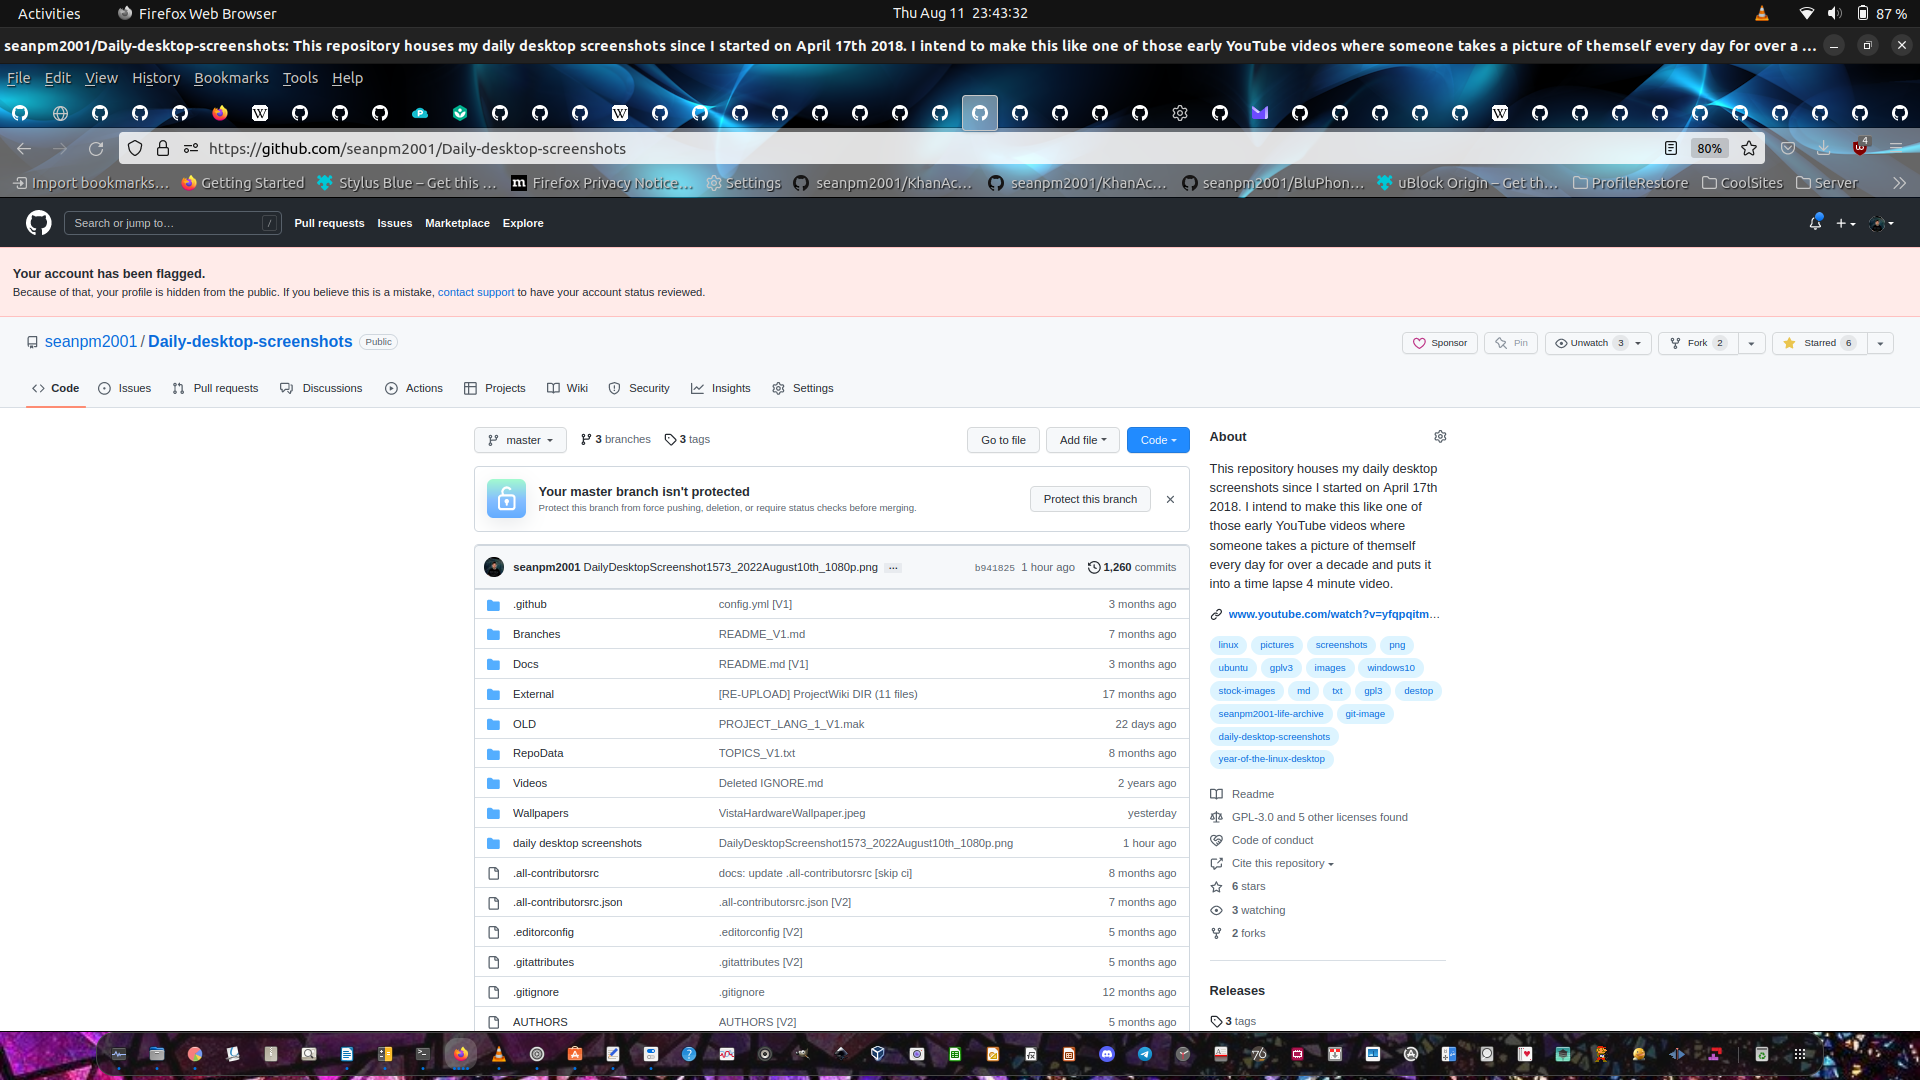 Activities Firefox Web Browser Thu Aug 11 23:43:32 87 %
seanpm2001/Daily-desktop-screenshots: This repository houses my daily desktop screenshots since I started on April 17th 2018. I intend to make this like one of those early YouTube videos where someone takes a picture of themself every day for over a ...
File Edit View History Bookmarks Tools Help
https://github.com/seanpm2001/Daily-desktop-screenshots 80% 4
Import bookmarks... Getting Started Stylus Blue – Get this ... Firefox Privacy Notice... Settings seanpm2001/KhanAc... seanpm2001/KhanAc... seanpm2001/BluPhon... uBlock Origin – Get th... ProfileRestore CoolSites Server
Search or jump to... / Pull requests Issues Marketplace Explore
Your account has been flagged.
Because of that, your profile is hidden from the public. If you believe this is a mistake, contact support to have your account status reviewed.
seanpm2001 / Daily-desktop-screenshots Public Sponsor Pin Unwatch 3 Fork 2 Starred 6
Code Issues Pull requests Discussions Actions Projects Wiki Security Insights Settings
master 3 branches 3 tags Go to file Add file Code
Your master branch isn't protected
Protect this branch from force pushing, deletion, or require status checks before merging.
Protect this branch
seanpm2001 DailyDesktopScreenshot1573_2022August10th_1080p.png ... b941825 1 hour ago 1,260 commits
.github config.yml [V1] 3 months ago
Branches README_V1.md 7 months ago
Docs README.md [V1] 3 months ago
External [RE-UPLOAD] ProjectWiki DIR (11 files) 17 months ago
OLD PROJECT_LANG_1_V1.mak 22 days ago
RepoData TOPICS_V1.txt 8 months ago
Videos Deleted IGNORE.md 2 years ago
Wallpapers VistaHardwareWallpaper.jpeg yesterday
daily desktop screenshots DailyDesktopScreenshot1573_2022August10th_1080p.png 1 hour ago
.all-contributorsrc docs: update .all-contributorsrc [skip ci] 8 months ago
.all-contributorsrc.json .all-contributorsrc.json [V2] 7 months ago
.editorconfig .editorconfig [V2] 5 months ago
.gitattributes .gitattributes [V2] 5 months ago
.gitignore .gitignore 12 months ago
AUTHORS AUTHORS [V2] 5 months ago
About
This repository houses my daily desktop
screenshots since I started on April 17th
2018. I intend to make this like one of
those early YouTube videos where
someone takes a picture of themself
every day for over a decade and puts it
into a time lapse 4 minute video.
www.youtube.com/watch?v=yfqpqitm...
linux pictures screenshots png
ubuntu gplv3 images windows10
stock-images md txt gpl3 destop
seanpm2001-life-archive git-image
daily-desktop-screenshots
year-of-the-linux-desktop
Readme
GPL-3.0 and 5 other licenses found
Code of conduct
Cite this repository
6 stars
3 watching
2 forks
Releases
3 tags